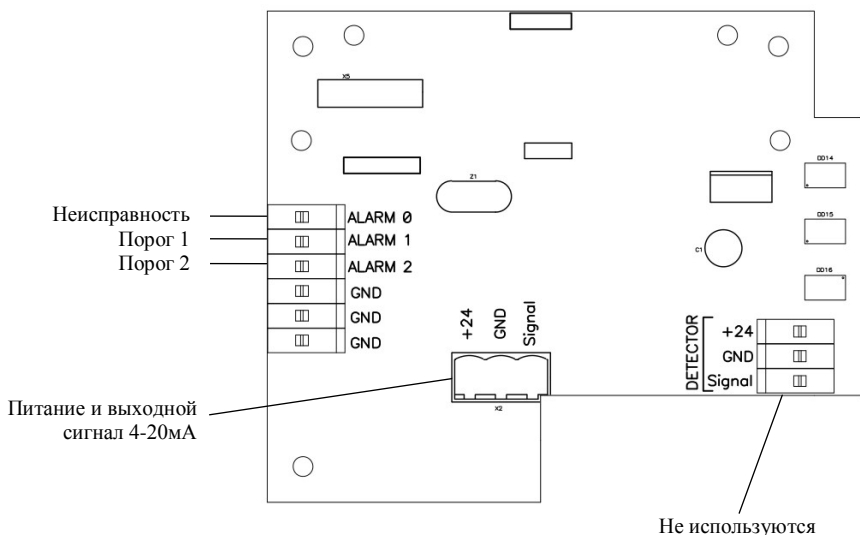 X5
Z1
DD14
DD15
DD16
C1
Неисправность
Порог 1
Порог 2
ALARM 0
ALARM 1
ALARM 2
GND
GND
GND
+24
GND
Signal
X2
Питание и выходной
сигнал 4-20мА
DETECTOR
+24
GND
Signal
Не используются